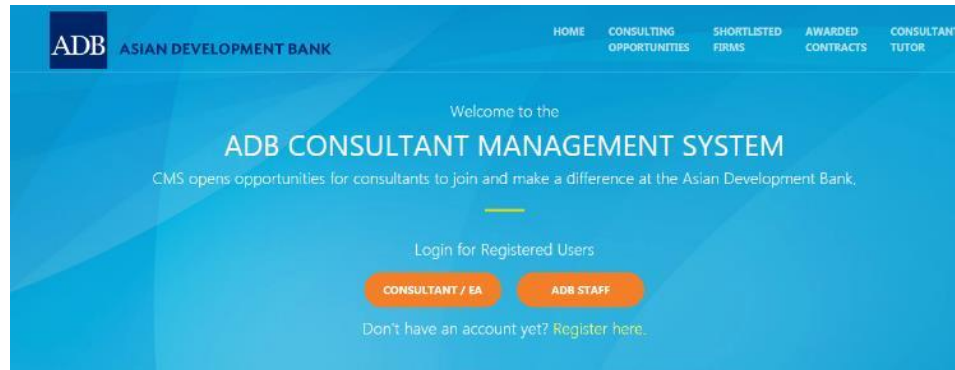 ADB ASIAN DEVELOPMENT BANK
HOME
CONSULTING
OPPORTUNITIES
SHORTLISTED
FIRMS
AWARDED
CONTRACTS
CONSULTANT
TUTOR
Welcome to the
ADB CONSULTANT MANAGEMENT SYSTEM
CMS opens opportunities for consultants to join and make a difference at the Asian Development Bank.
Login for Registered Users
CONSULTANT / EA
ADB STAFF
Don't have an account yet? Register here.